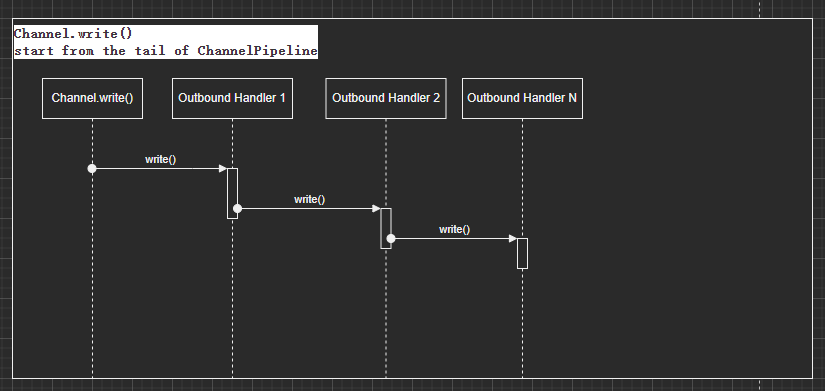 Channel.write()
start from the tail of ChannelPipeline
Channel.write()
Outbound Handler 1
Outbound Handler 2
Outbound Handler N
write()
write()
write()